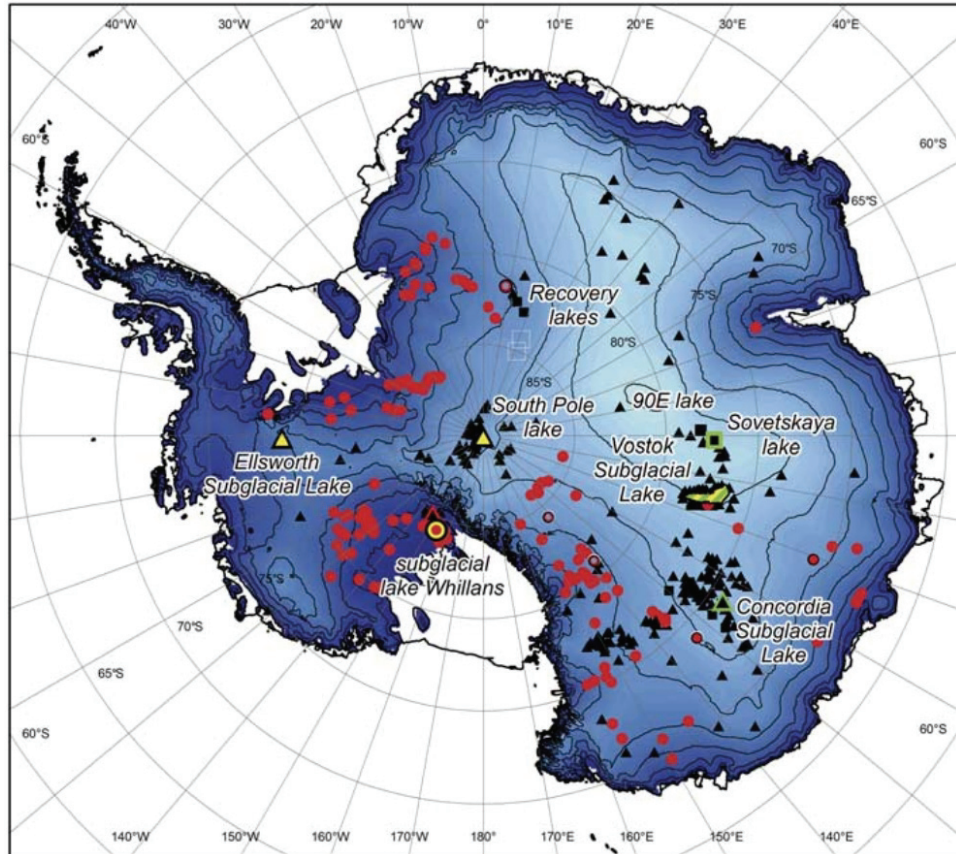 40°W 30°W 20°W 10°W 0° 10°E 20°E 30°E 40°E
60°S
60°S
65°S
70°S
75°S
Recovery
lakes
80°S
85°S
South Pole
lake
90E lake
Sovetskaya
lake
Vostok
Subglacial
Lake
Ellsworth
Subglacial Lake
subglacial
lake Whillans
75°S
Concordia
Subglacial
Lake
70°S
65°S
60°S
60°S
140°W 170°W 160°W 170°W 180° 170°E 160°E 150°E 140°E